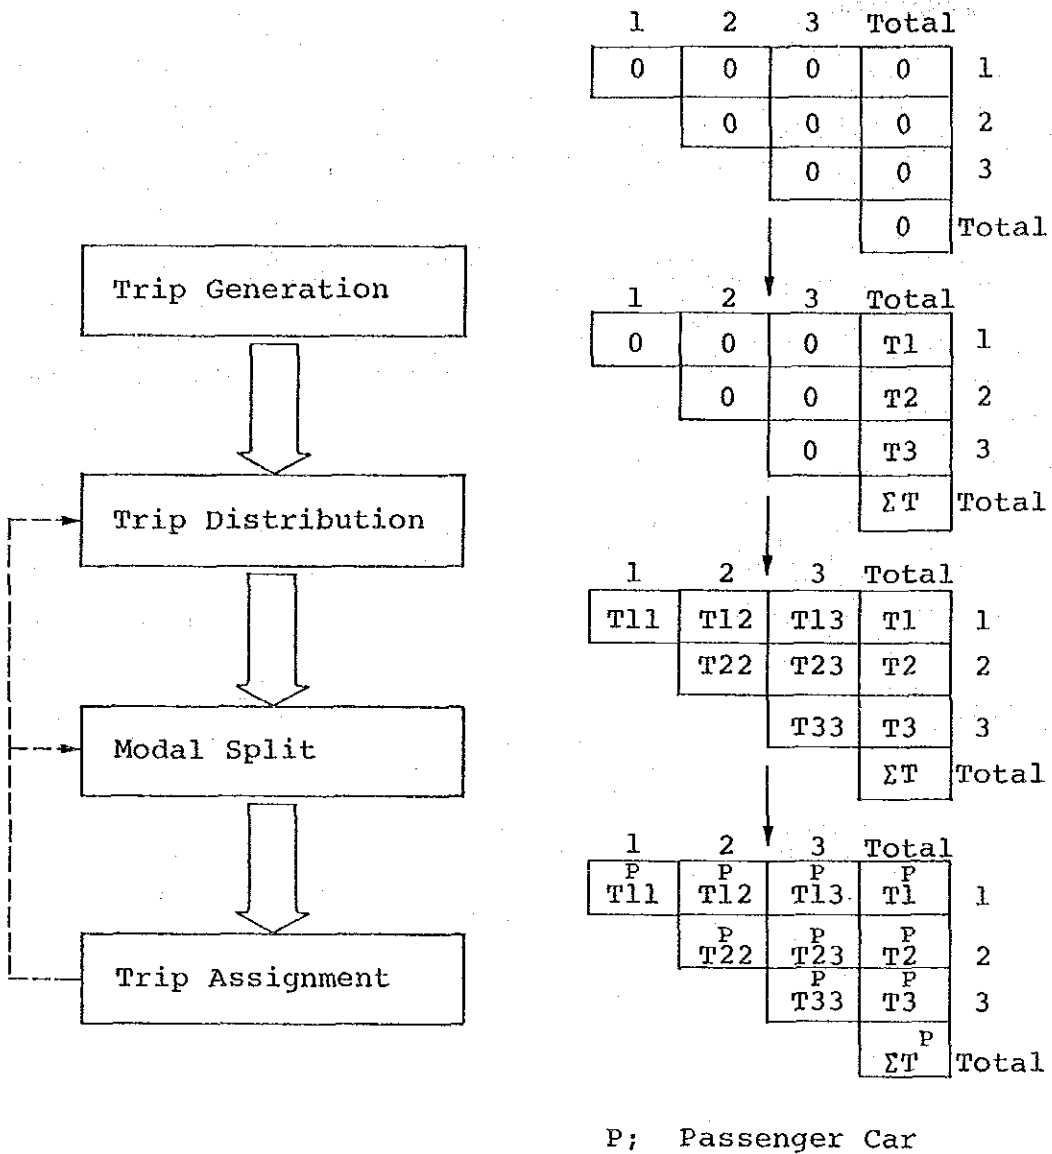 Trip Generation
Trip Distribution
Modal Split
Trip Assignment
1 2 3 Total
0 0 0 0 1
0 0 0 2
0 0 3
0 Total
1 2 3 Total
0 0 0 T1 1
0 0 T2 2
0 T3 3
ΣT Total
1 2 3 Total
T11 T12 T13 T1 1
T22 T23 T2 2
T33 T3 3
ΣT Total
1 2 3 Total
P P P P
T11 T12 T13 T1 1
P P P
T22 T23 T2 2
P P
T33 T3 3
P
ΣT Total
P; Passenger Car